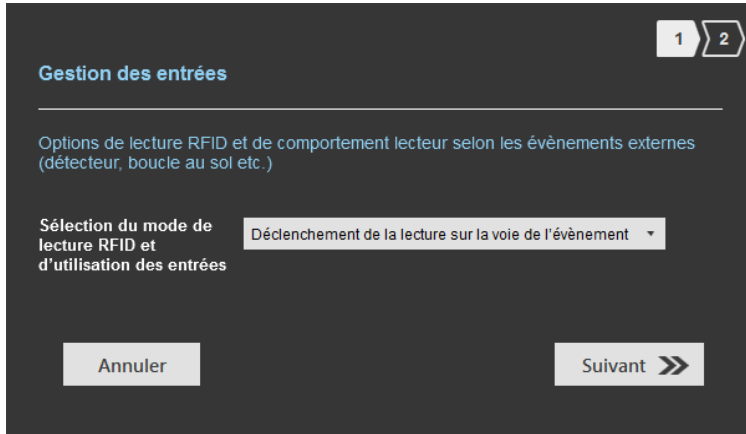 1 2
Gestion des entrées
Options de lecture RFID et de comportement lecteur selon les évènements externes
(détecteur, boucle au sol etc.)
Sélection du mode de
lecture RFID et
d'utilisation des entrées
Déclenchement de la lecture sur la voie de l'évènement
Annuler
Suivant